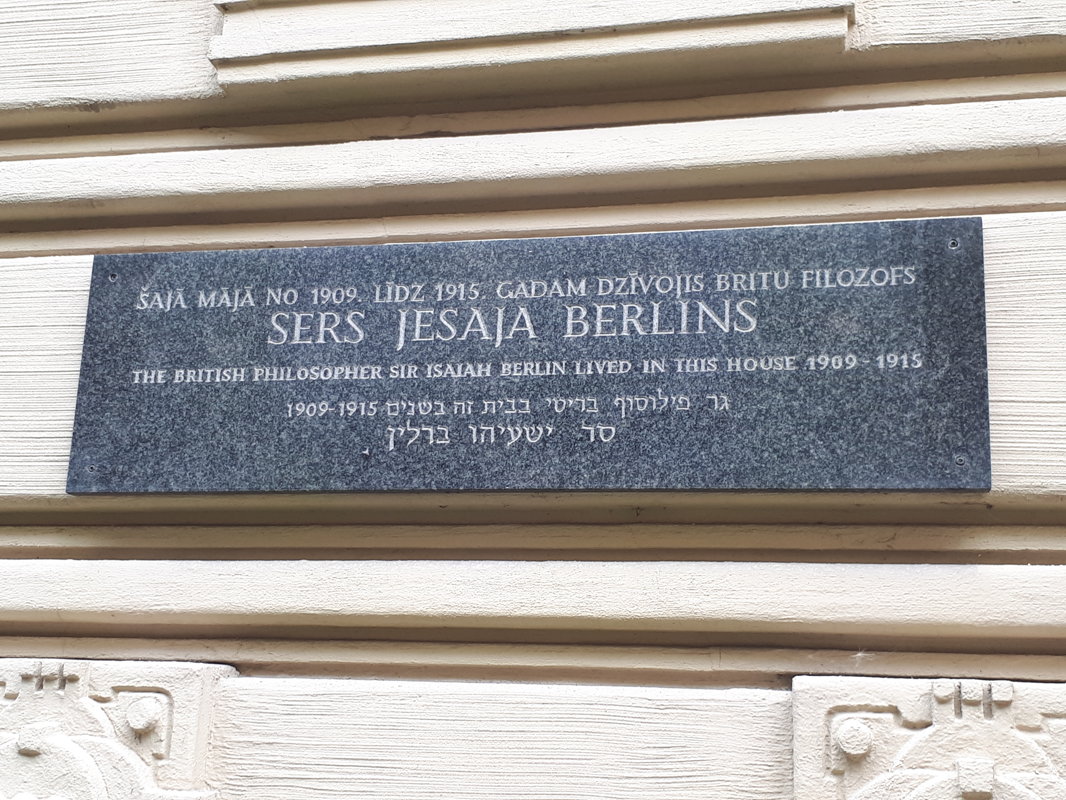 ŠAJĀ MĀJĀ NO 1909. LĪDZ 1915. GADAM DZĪVOJIS BRITU FILOZOFS
SERS JESAJA BERLINS
THE BRITISH PHILOSOPHER SIR ISAIAH BERLIN LIVED IN THIS HOUSE 1909-1915
גר פילוסוף בריטי בבית זה בשנים 1909-1915
סר ישעיהו ברלין